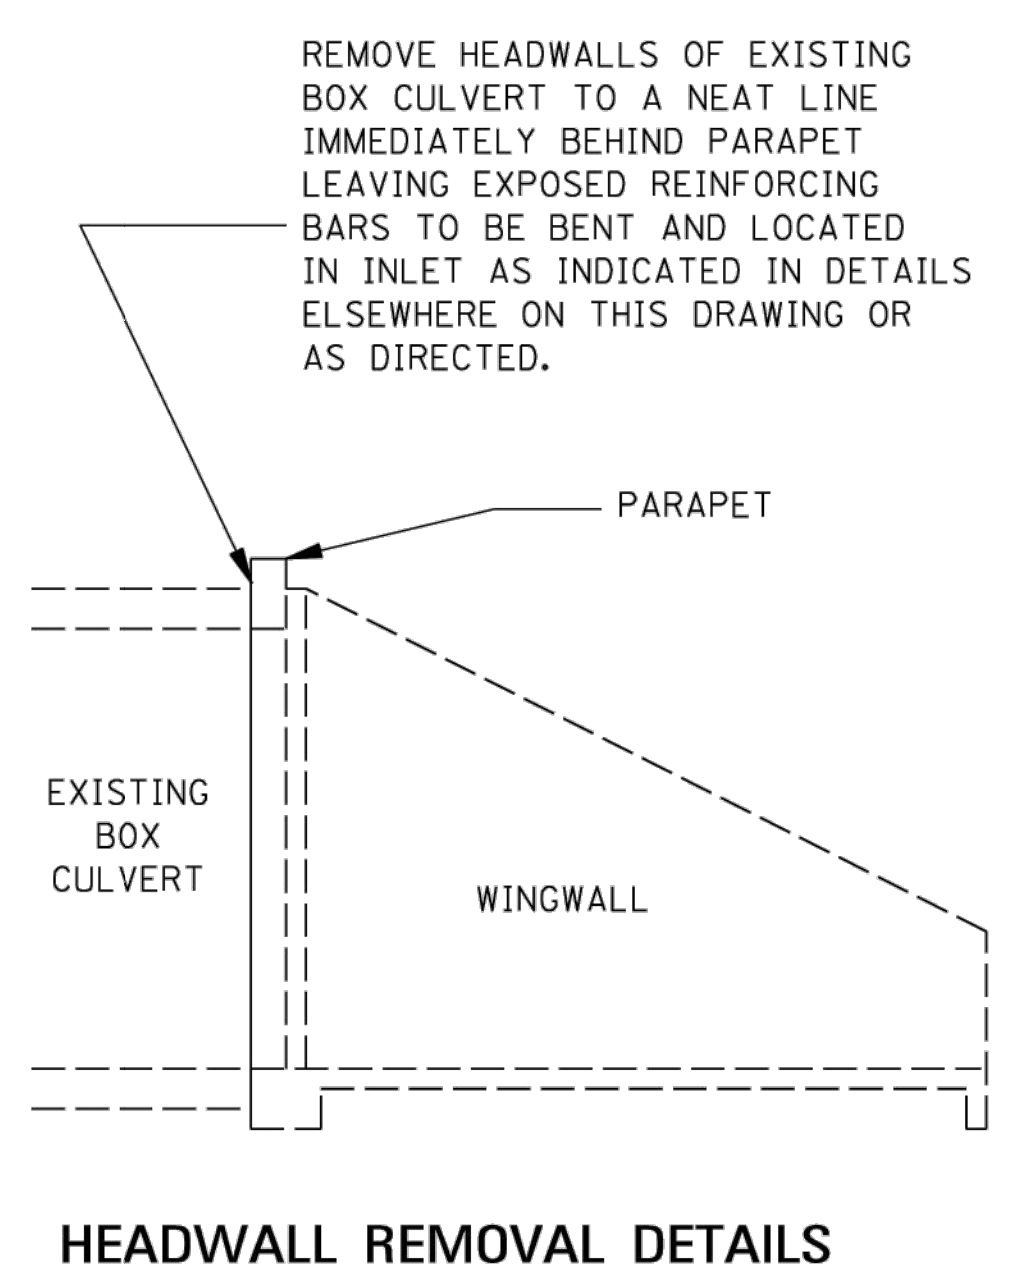 REMOVE HEADWALLS OF EXISTING
BOX CULVERT TO A NEAT LINE
IMMEDIATELY BEHIND PARAPET
LEAVING EXPOSED REINFORCING
BARS TO BE BENT AND LOCATED
IN INLET AS INDICATED IN DETAILS
ELSEWHERE ON THIS DRAWING OR
AS DIRECTED.
PARAPET
EXISTING
BOX
CULVERT
WINGWALL
HEADWALL REMOVAL DETAILS